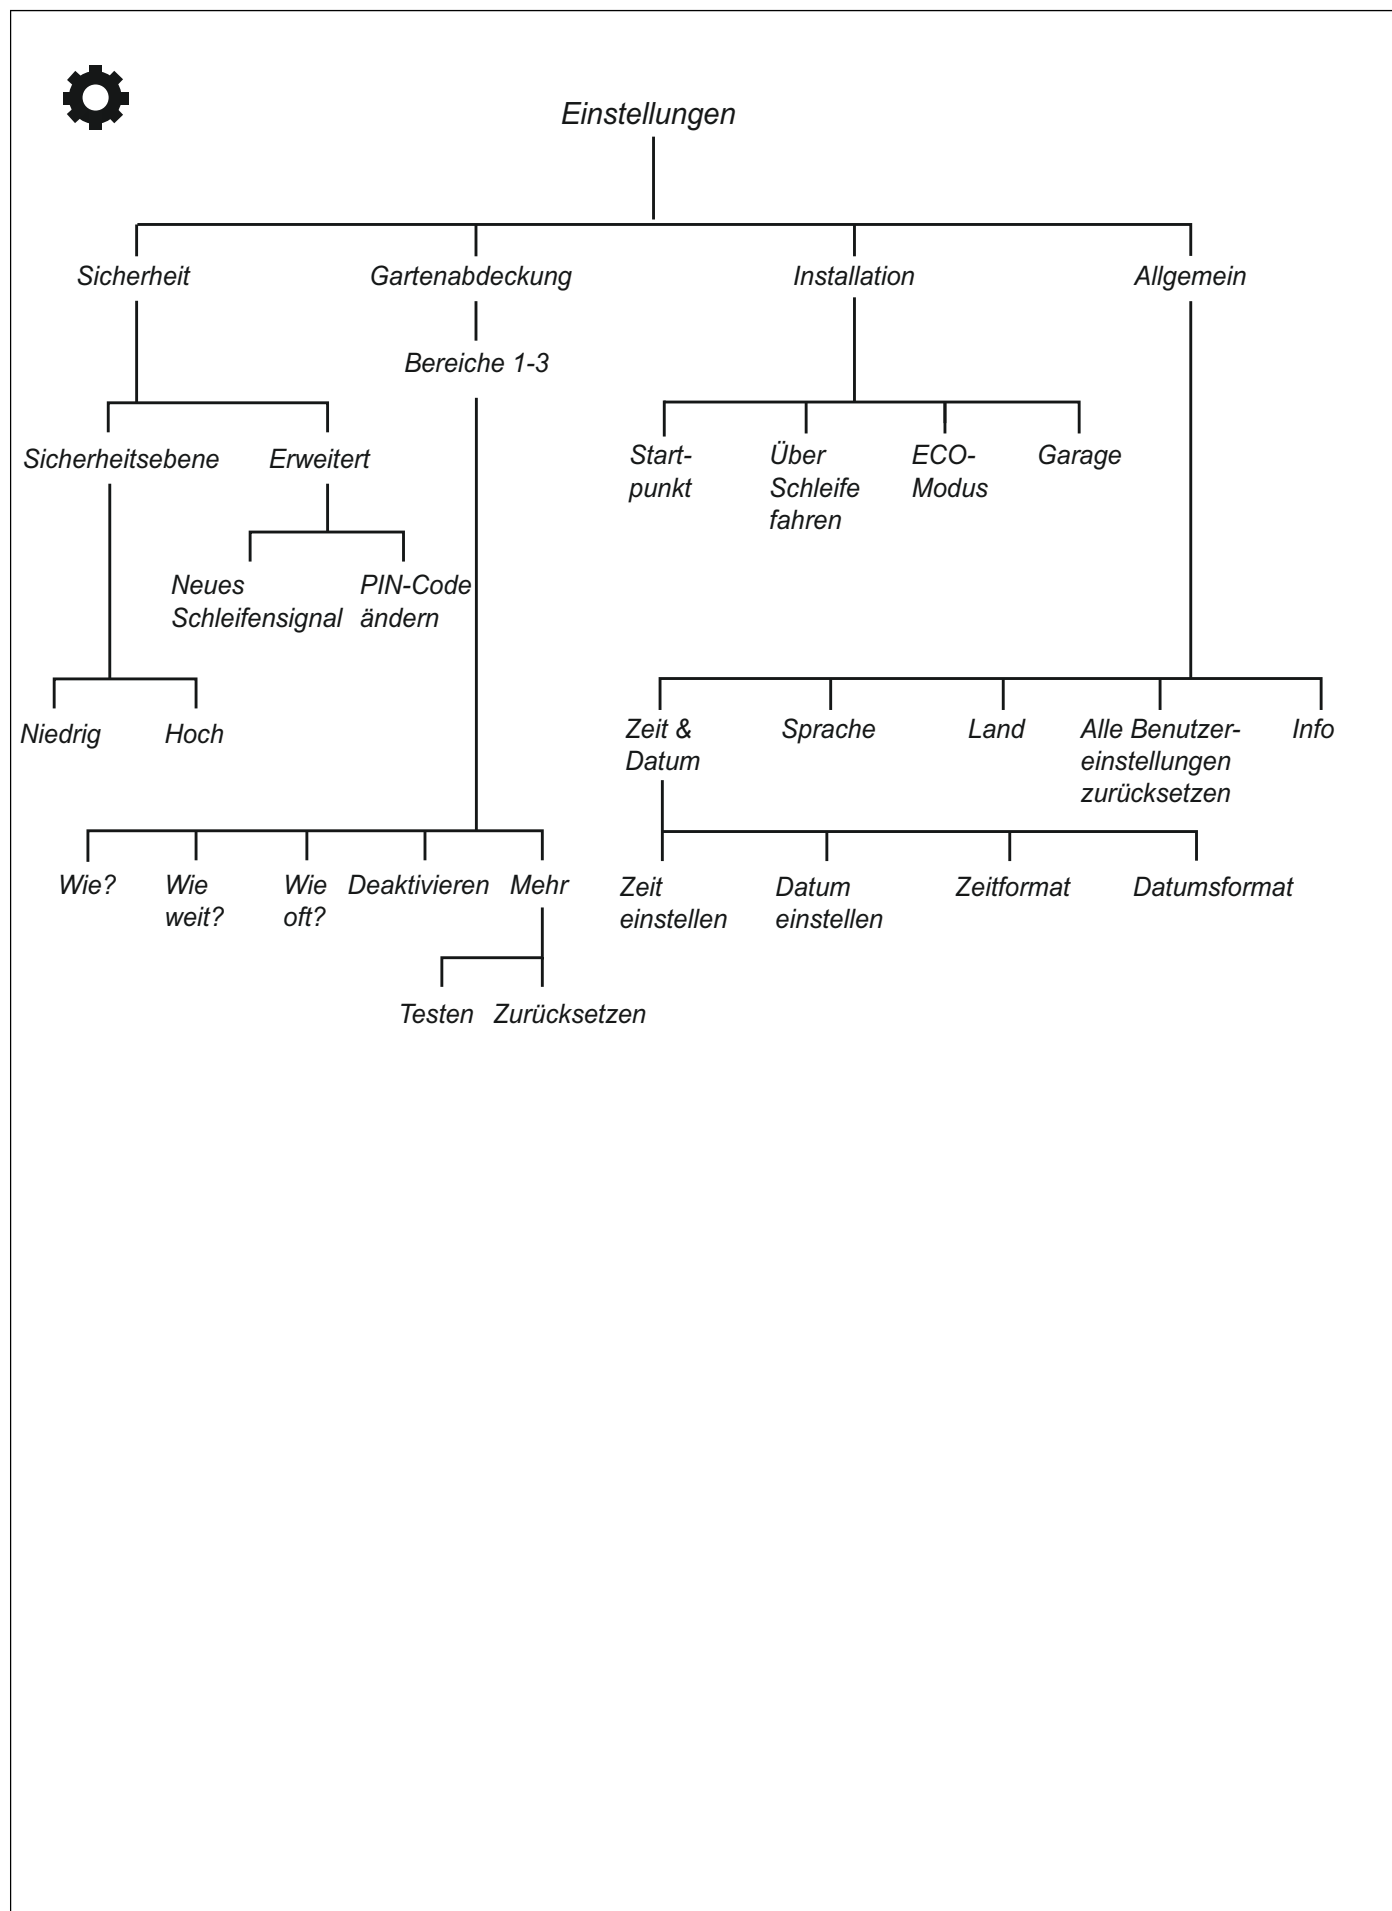 Einstellungen
Sicherheit
Gartenabdeckung
Installation
Allgemein
Bereiche 1-3
Sicherheitsebene
Erweitert
Start-
punkt
Über
Schleife
fahren
ECO-
Modus
Garage
Neues
Schleifensignal
PIN-Code
ändern
Niedrig
Hoch
Zeit &
Datum
Sprache
Land
Alle Benutzer-
einstellungen
zurücksetzen
Info
Wie?
Wie
weit?
Wie
oft?
Deaktivieren
Mehr
Zeit
einstellen
Datum
einstellen
Zeitformat
Datumsformat
Testen
Zurücksetzen